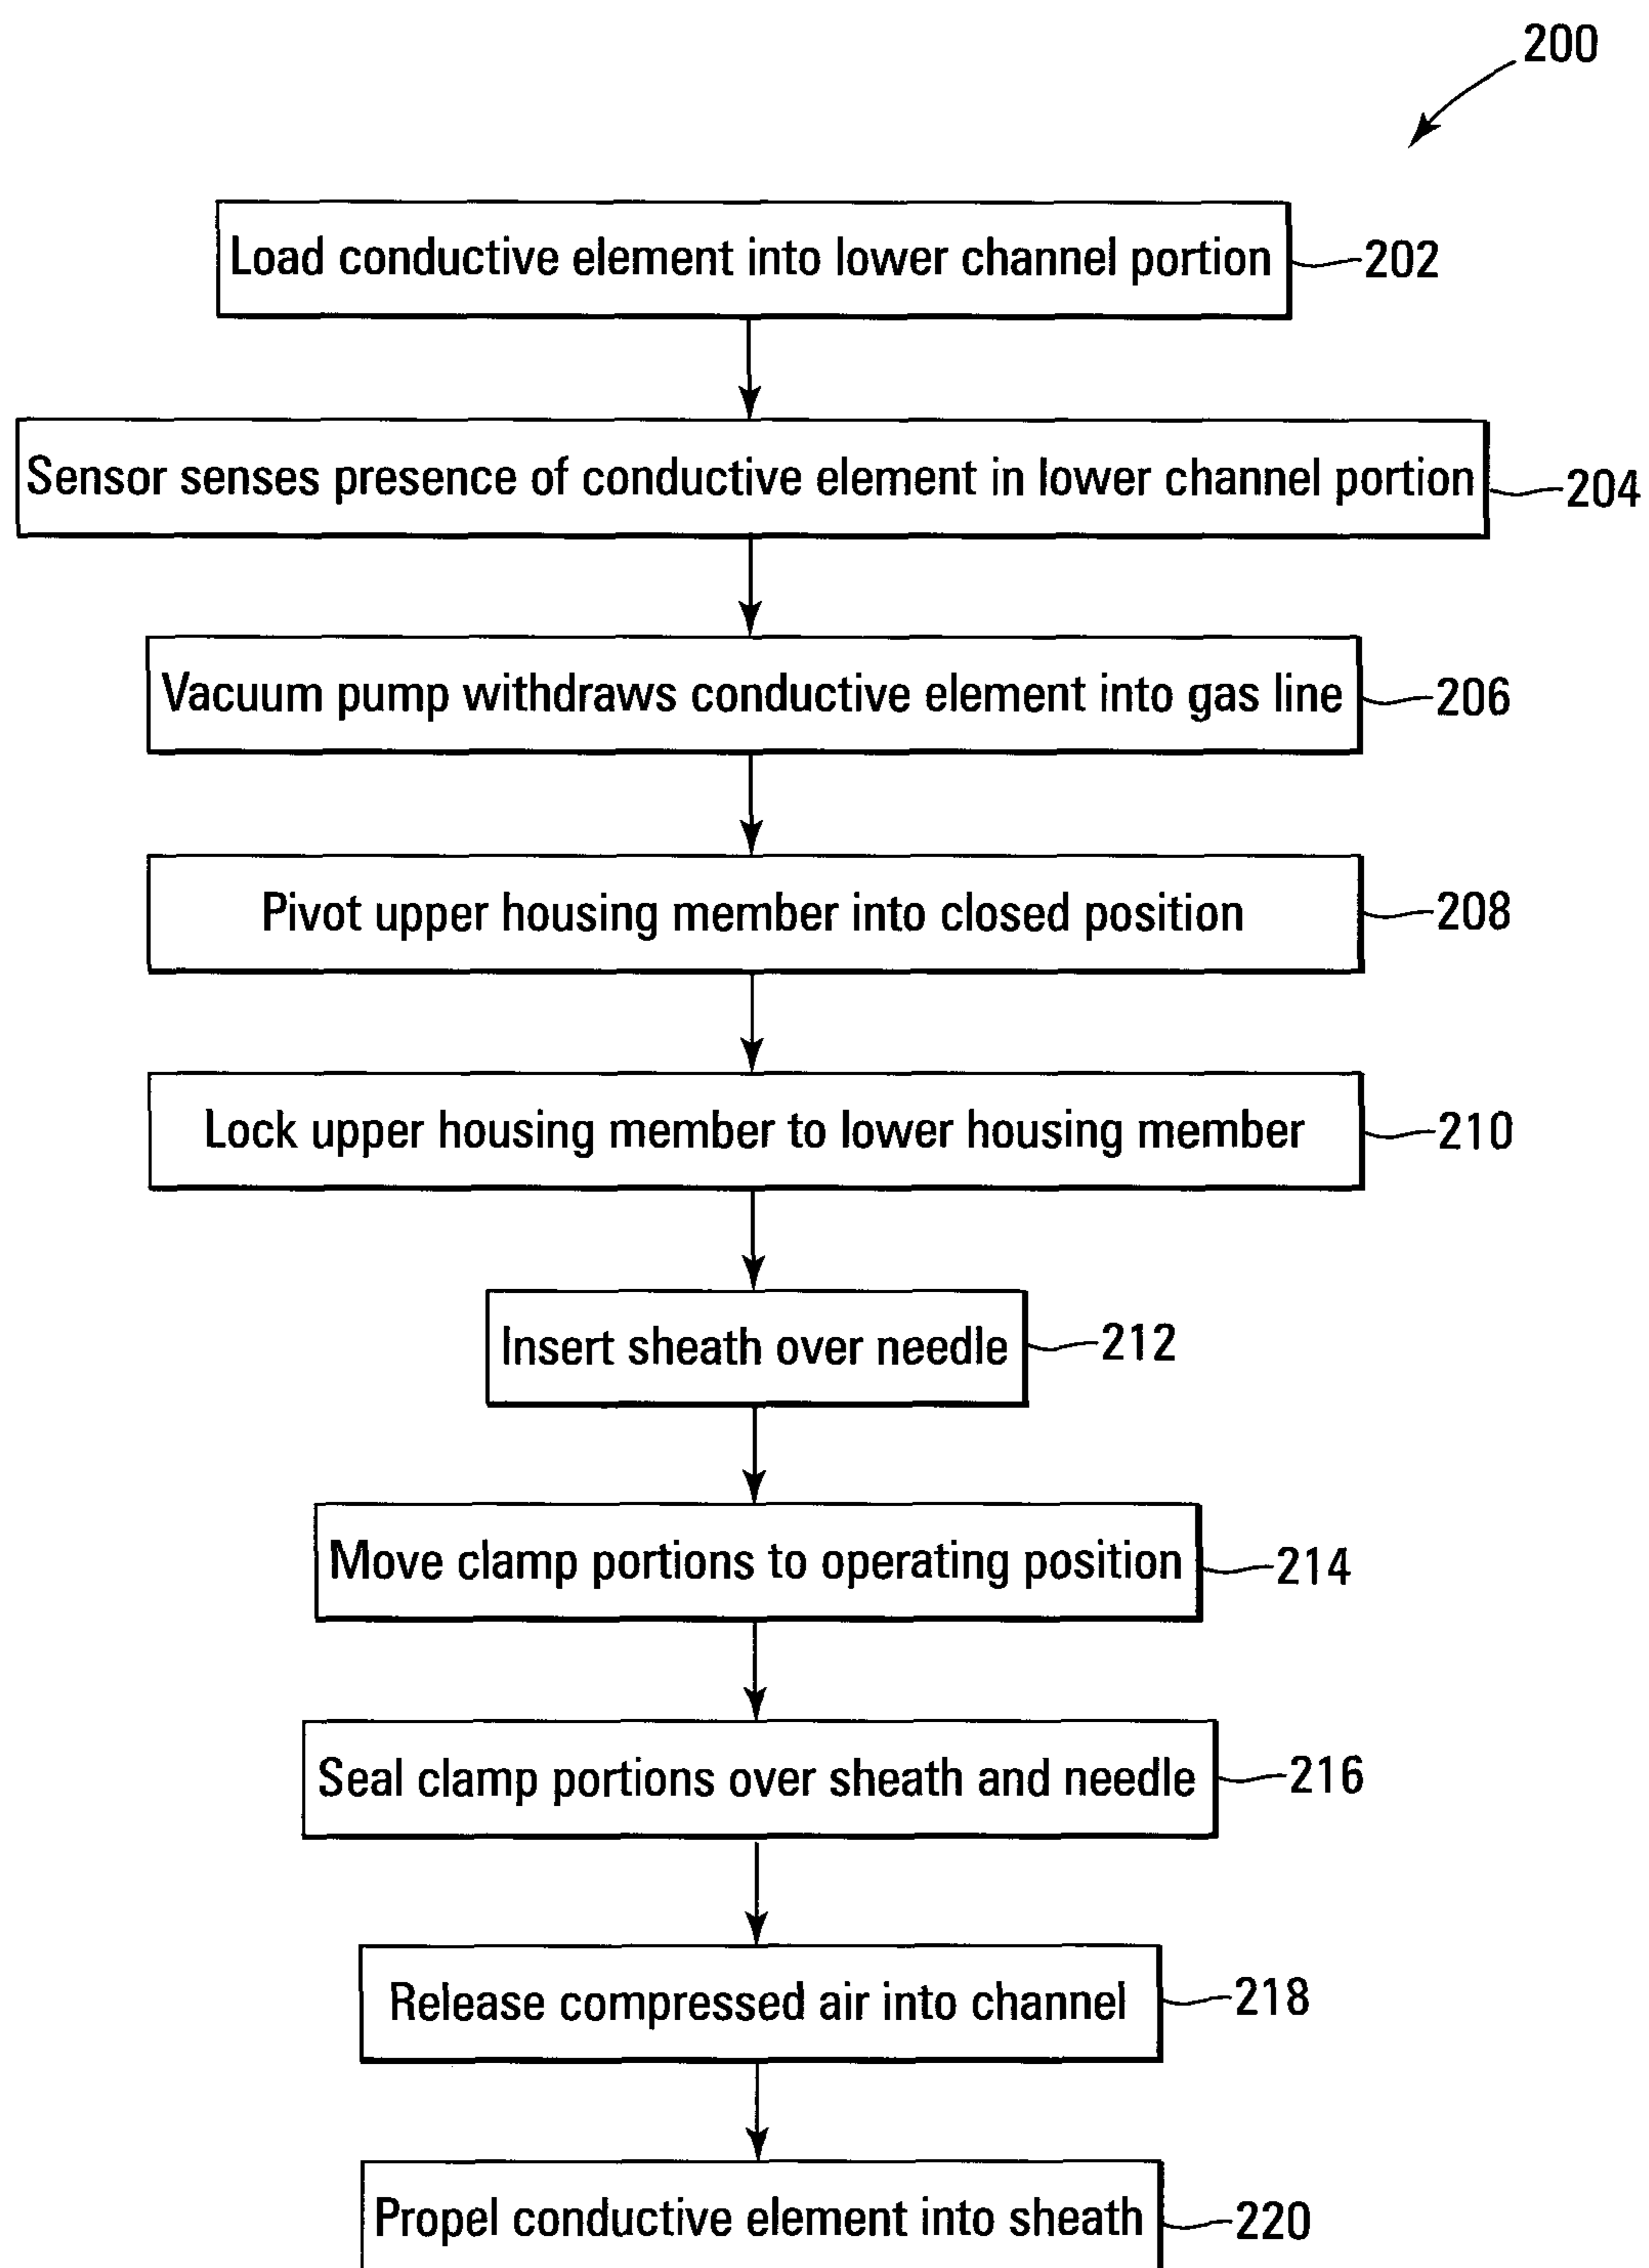 200
Load conductive element into lower channel portion
202
Sensor senses presence of conductive element in lower channel portion
204
Vacuum pump withdraws conductive element into gas line
206
Pivot upper housing member into closed position
208
Lock upper housing member to lower housing member
210
Insert sheath over needle
212
Move clamp portions to operating position
214
Seal clamp portions over sheath and needle
216
Release compressed air into channel
218
Propel conductive element into sheath
220